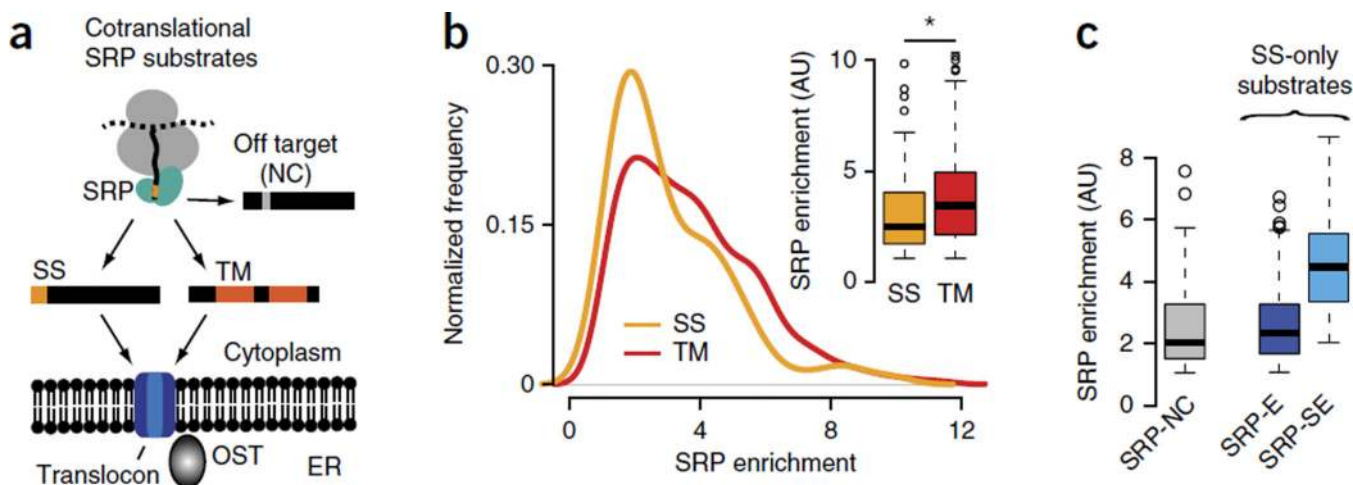 a
Cotranslational
SRP substrates
Off target
(NC)
SRP
SS
TM
Cytoplasm
Translocon
OST
ER
b
Normalized frequency
0.30
0.15
0
SS
TM
0
4
8
12
SRP enrichment
*
SRP enrichment (AU)
10
5
0
SS
TM
c
SS-only
substrates
SRP enrichment (AU)
8
6
4
2
0
SRP-NC
SRP-E
SRP-SE